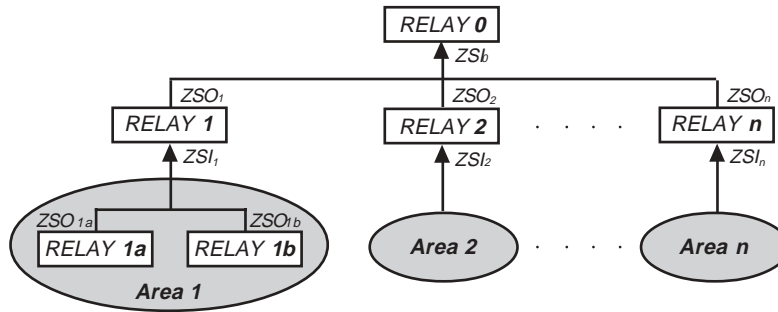 RELAY 0
ZSI0
ZSO1 ZSO2 ZSOn
RELAY 1 RELAY 2 . . . . RELAY n
ZSI1 ZSI2 ZSIn
ZSO1a ZSO1b
RELAY 1a RELAY 1b Area 2 . . . . Area n
Area 1